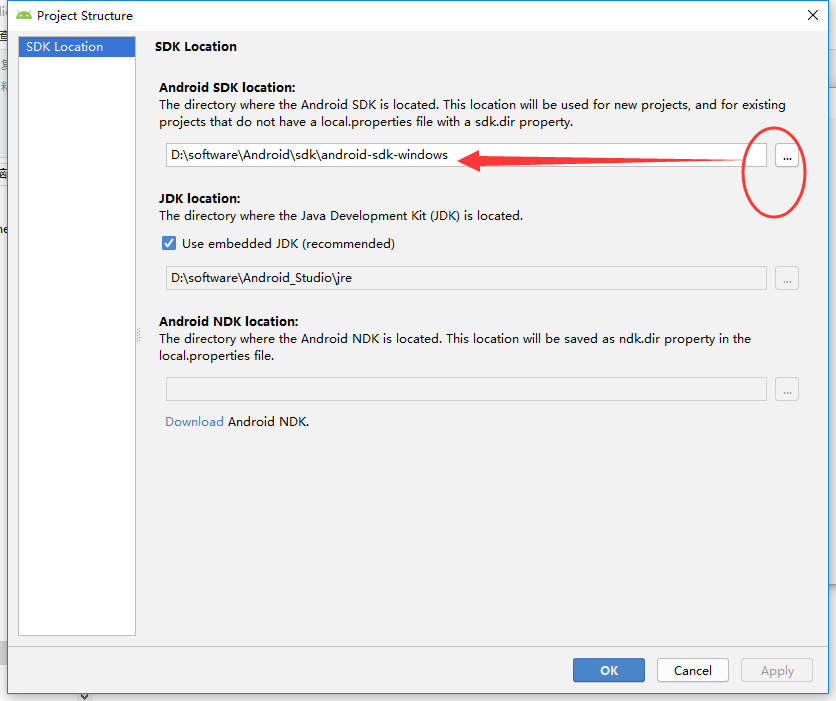 Project Structure
SDK Location
SDK Location
Android SDK location:
The directory where the Android SDK is located. This location will be used for new projects, and for existing
projects that do not have a local.properties file with a sdk.dir property.
D:\software\Android\sdk\android-sdk-windows
...
JDK location:
The directory where the Java Development Kit (JDK) is located.
Use embedded JDK (recommended)
D:\software\Android_Studio\jre
...
Android NDK location:
The directory where the Android NDK is located. This location will be saved as ndk.dir property in the
local.properties file.
...
Download Android NDK.
OK
Cancel
Apply